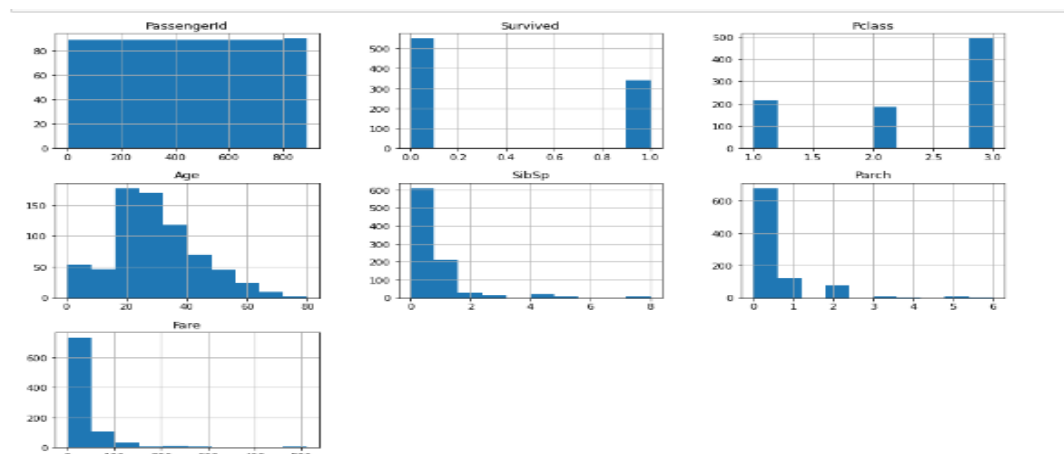 PassengerId Survived Pclass
80 60 40 20 0
0 200 400 600 800
500 400 300 200 100 0
0.0 0.2 0.4 0.6 0.8 1.0
500 400 300 200 100 0
1.0 1.5 2.0 2.5 3.0
Age SibSp Parch
150 100 50 0
0 20 40 60 80
600 500 400 300 200 100 0
0 2 4 6 8
600 400 200 0
0 1 2 3 4 5 6
Fare
600 400 200 0